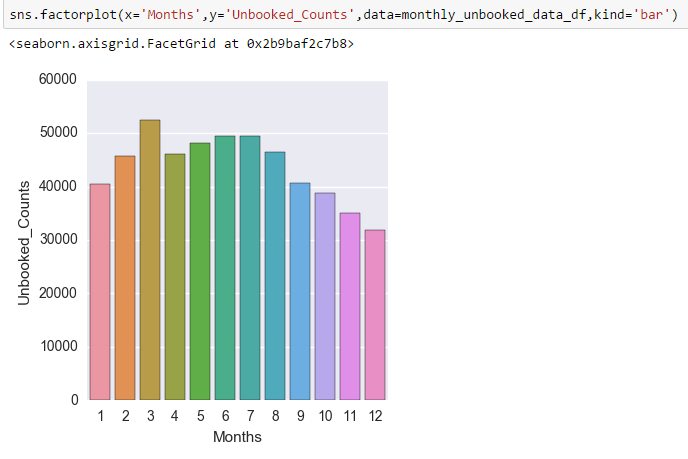 sns.factorplot(x='Months',y='Unbooked_Counts',data=monthly_unbooked_data_df,kind='bar')
<seaborn.axisgrid.FacetGrid at 0x2b9baf2c7b8>
60000
50000
40000
30000
20000
10000
0
Unbooked_Counts
1 2 3 4 5 6 7 8 9 10 11 12
Months